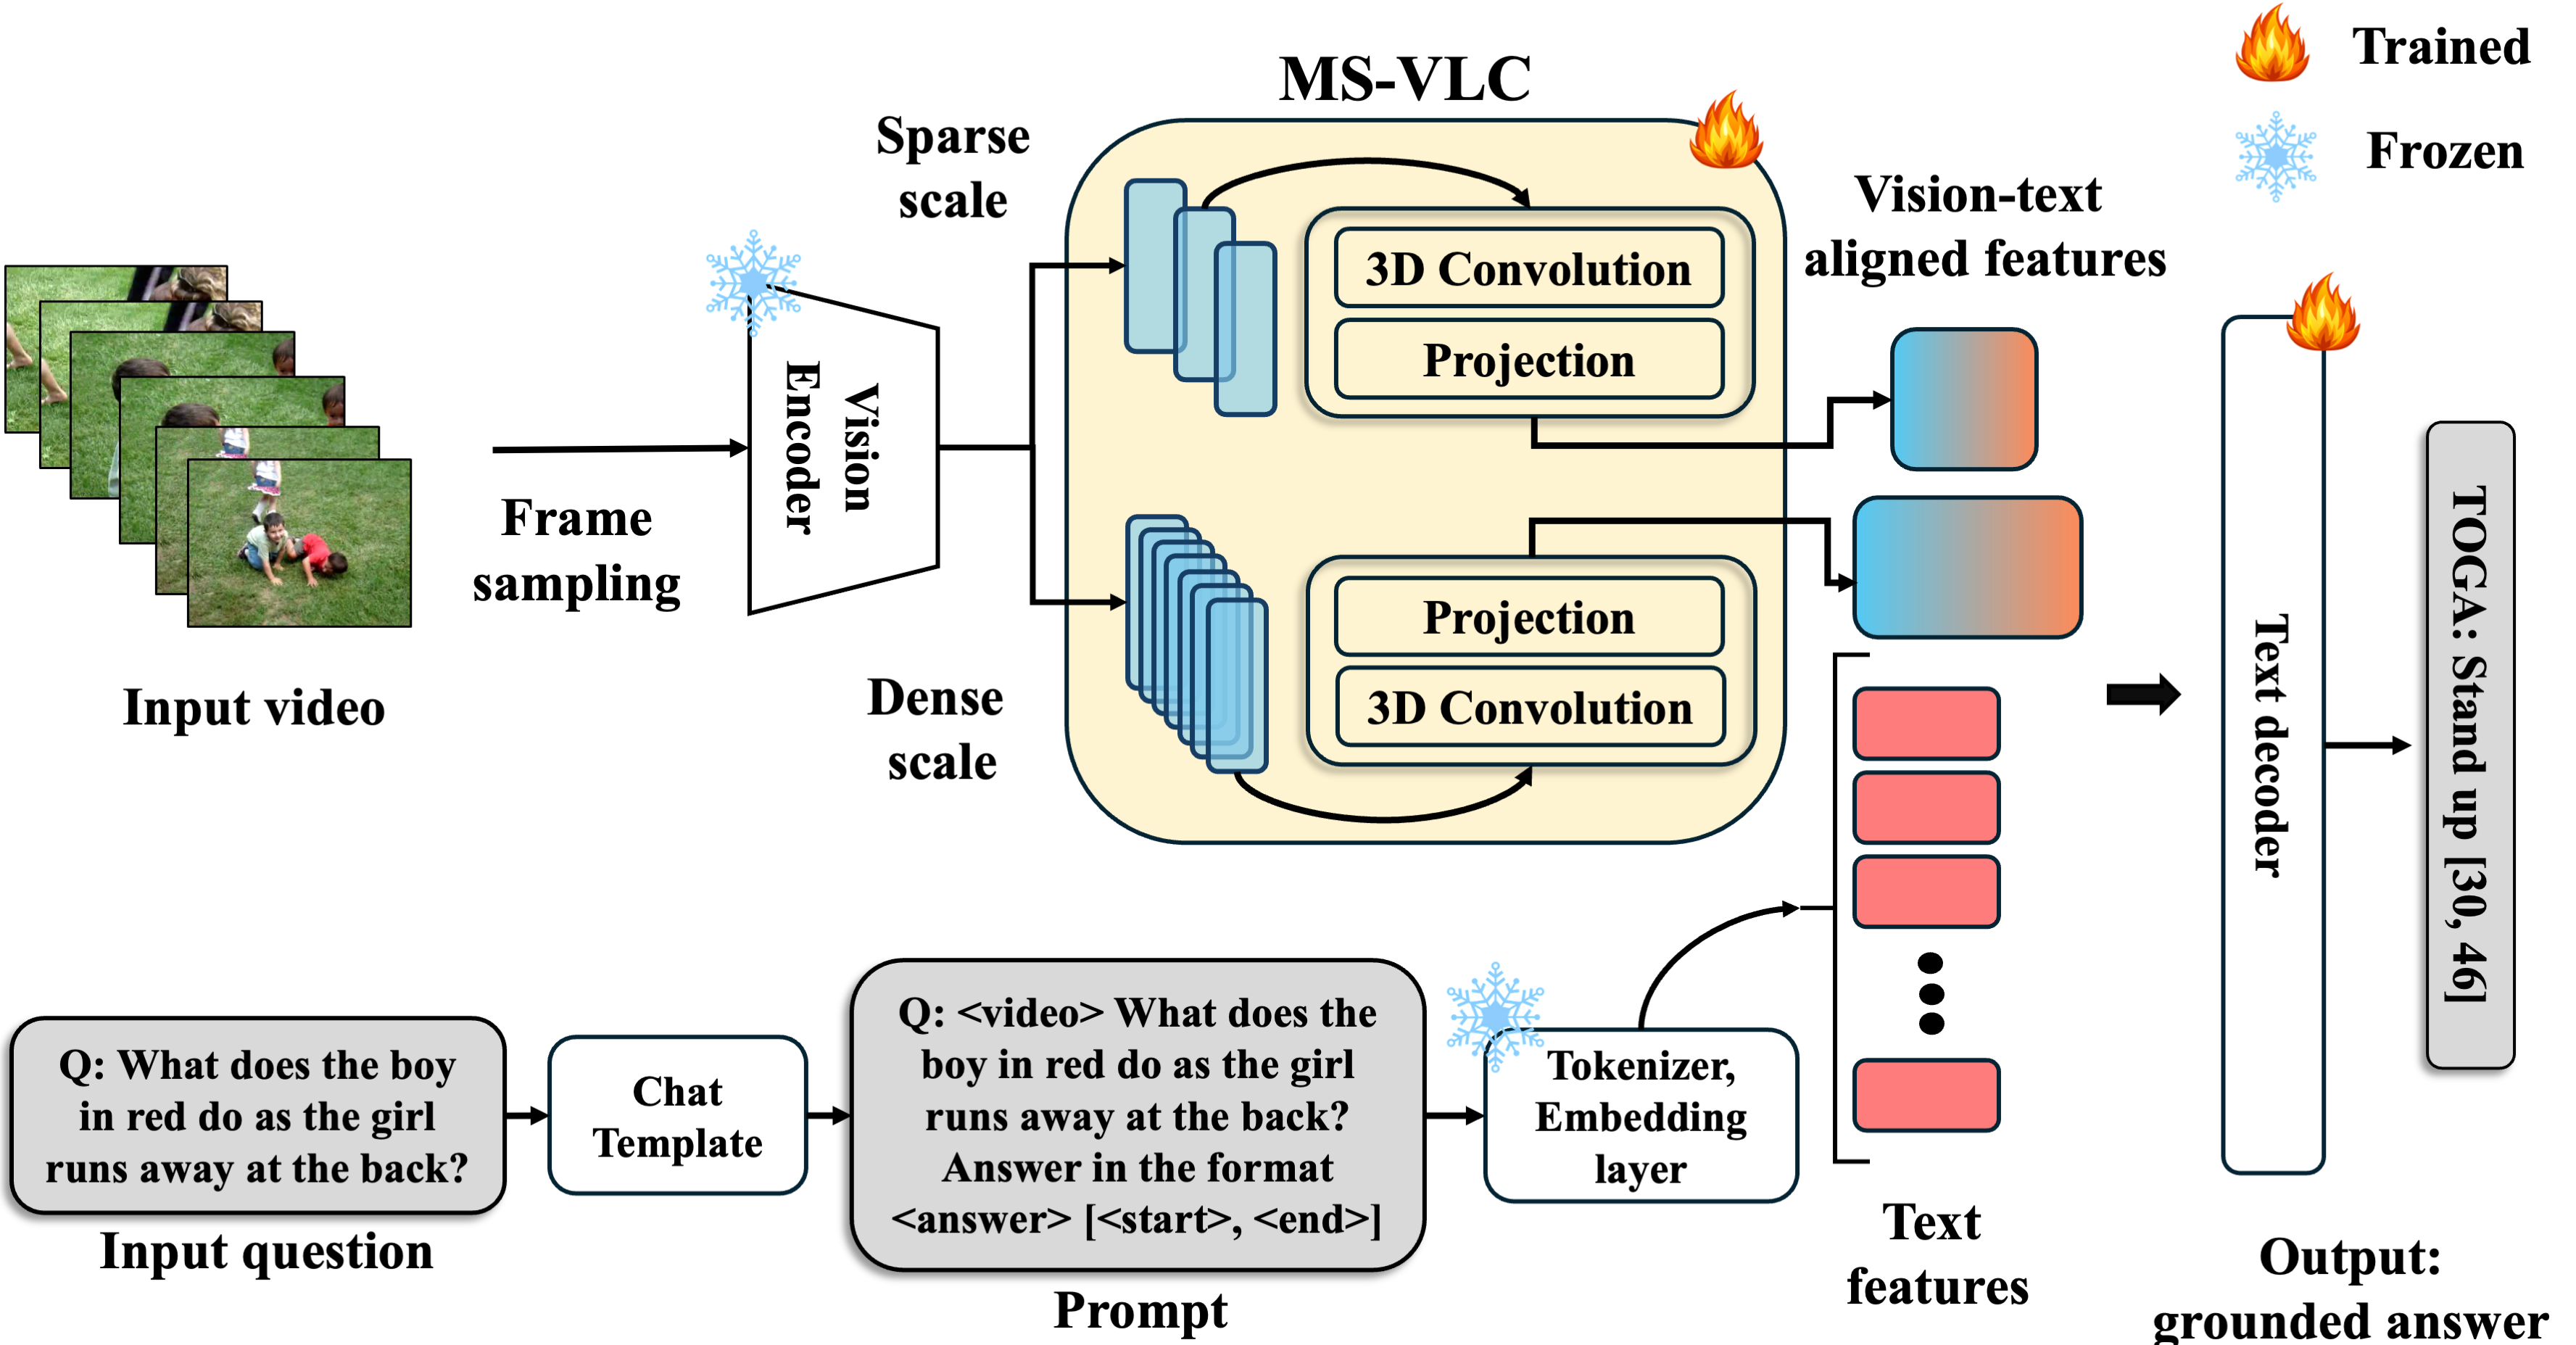 MS-VLC
Trained
Frozen
Sparse
scale
3D Convolution
Projection
Vision-text
aligned features
Vision
Encoder
Frame
sampling
Input video
Dense
scale
Projection
3D Convolution
Text decoder
TOGA: Stand up [30, 46]
Q: What does the boy
in red do as the girl
runs away at the back?
Input question
Chat
Template
Q: <video> What does the
boy in red do as the girl
runs away at the back?
Answer in the format
<answer> [<start>, <end>]
Prompt
Tokenizer,
Embedding
layer
Text
features
Output:
grounded answer